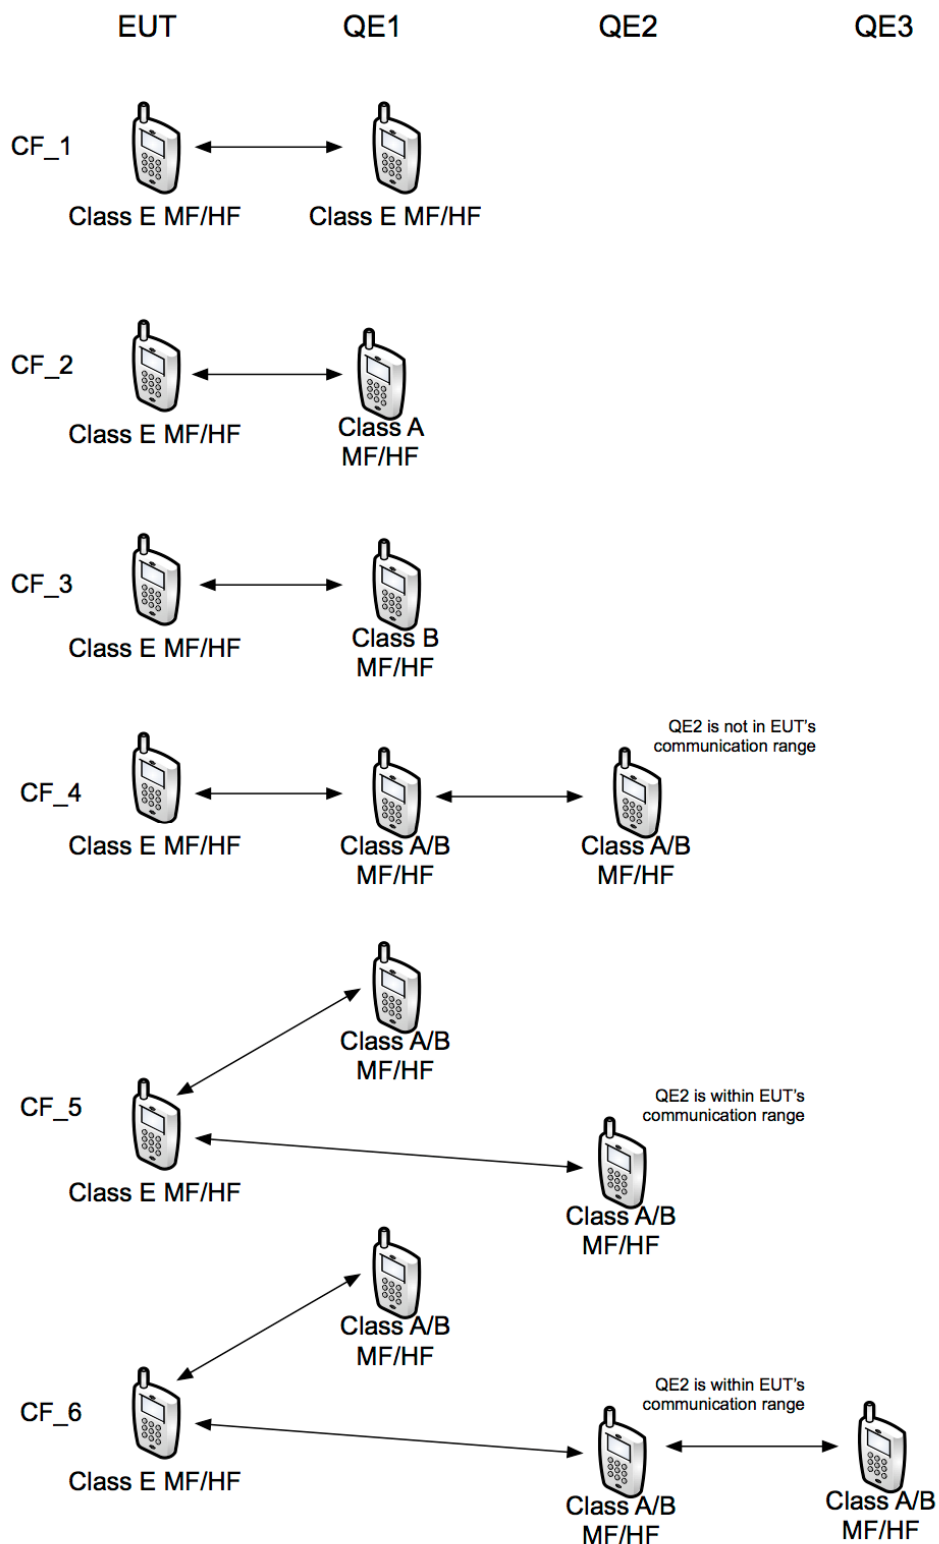 EUT QE1 QE2 QE3
CF_1
Class E MF/HF Class E MF/HF
CF_2
Class E MF/HF
Class A
MF/HF
CF_3
Class E MF/HF
Class B
MF/HF
QE2 is not in EUT's
communication range
CF_4
Class E MF/HF
Class A/B
MF/HF
Class A/B
MF/HF
Class A/B
MF/HF
CF_5
QE2 is within EUT's
communication range
Class E MF/HF
Class A/B
MF/HF
Class A/B
MF/HF
QE2 is within EUT's
communication range
CF_6
Class E MF/HF
Class A/B
MF/HF
Class A/B
MF/HF